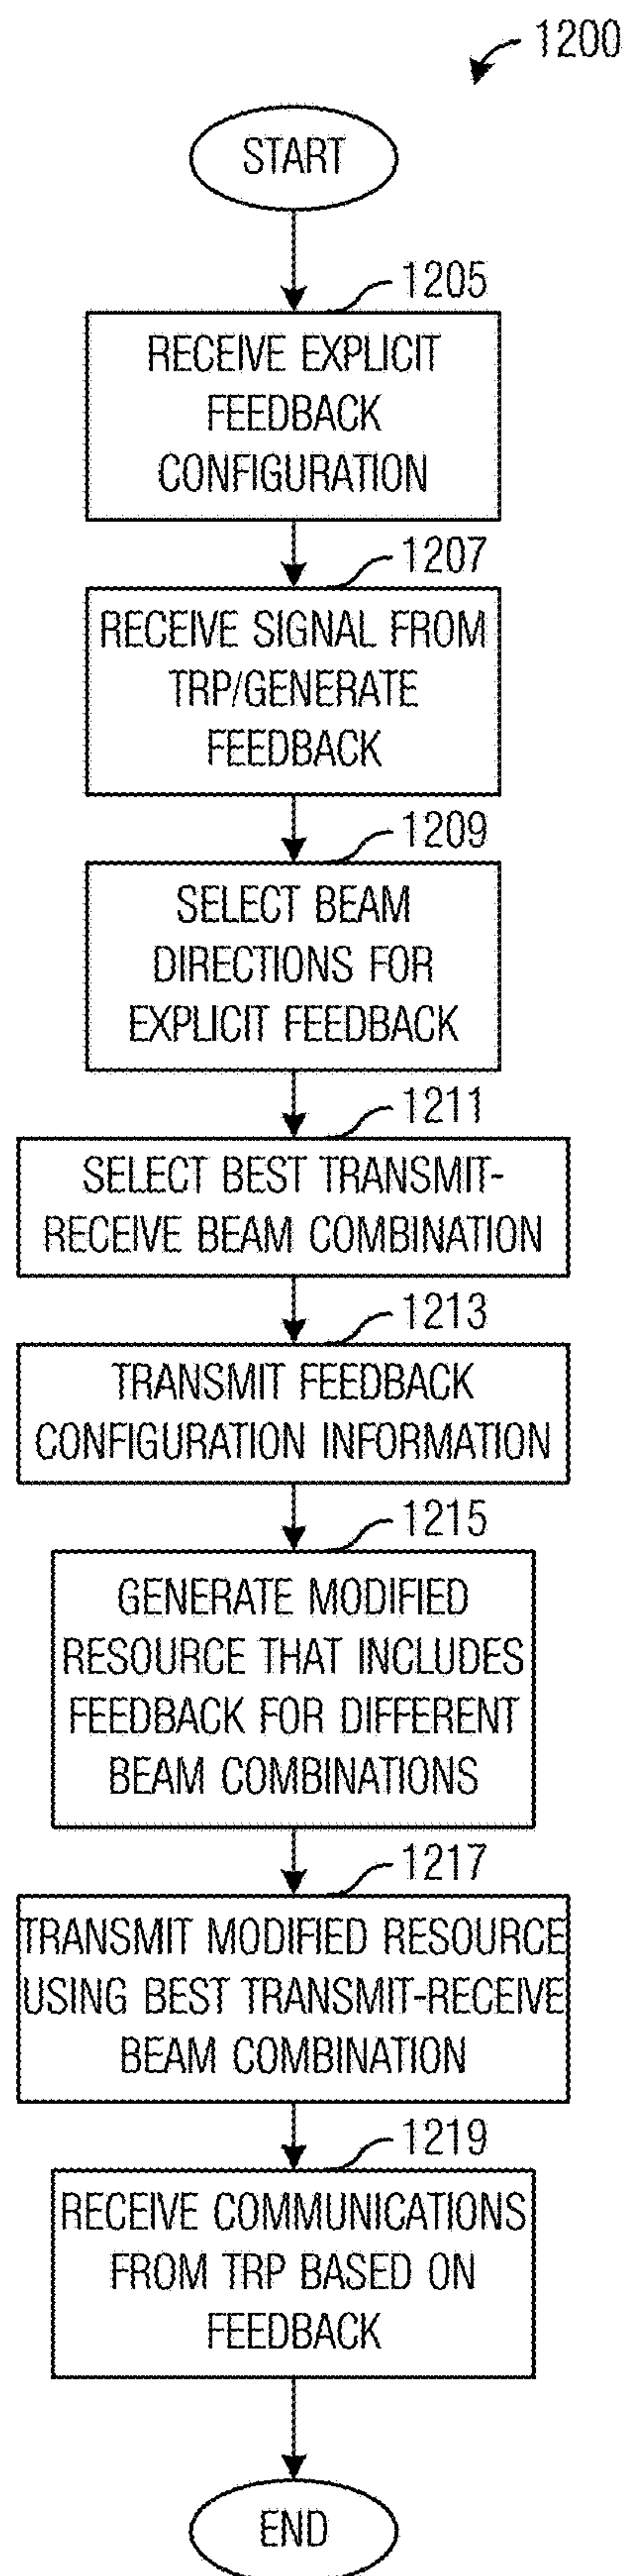 1200
START
1205
RECEIVE EXPLICIT
FEEDBACK
CONFIGURATION
1207
RECEIVE SIGNAL FROM
TRP/GENERATE
FEEDBACK
1209
SELECT BEAM
DIRECTIONS FOR
EXPLICIT FEEDBACK
1211
SELECT BEST TRANSMIT-
RECEIVE BEAM COMBINATION
1213
TRANSMIT FEEDBACK
CONFIGURATION INFORMATION
1215
GENERATE MODIFIED
RESOURCE THAT INCLUDES
FEEDBACK FOR DIFFERENT
BEAM COMBINATIONS
1217
TRANSMIT MODIFIED RESOURCE
USING BEST TRANSMIT-RECEIVE
BEAM COMBINATION
1219
RECEIVE COMMUNICATIONS
FROM TRP BASED ON
FEEDBACK
END